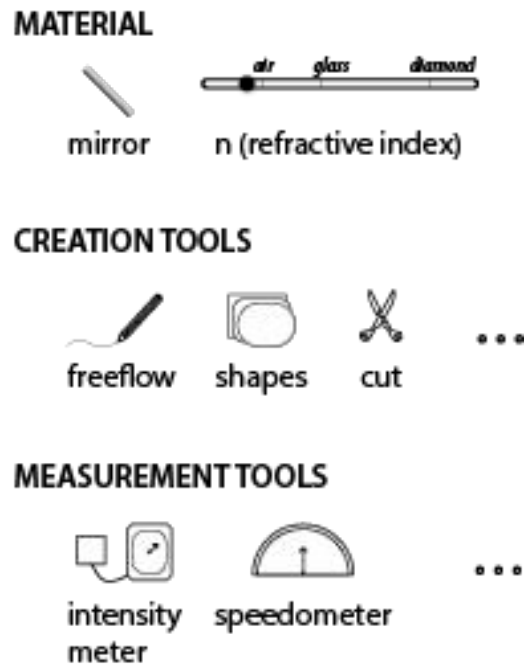 MATERIAL
air glass diamond
mirror n (refractive index)
CREATION TOOLS
freeflow shapes cut
MEASUREMENT TOOLS
intensity meter speedometer